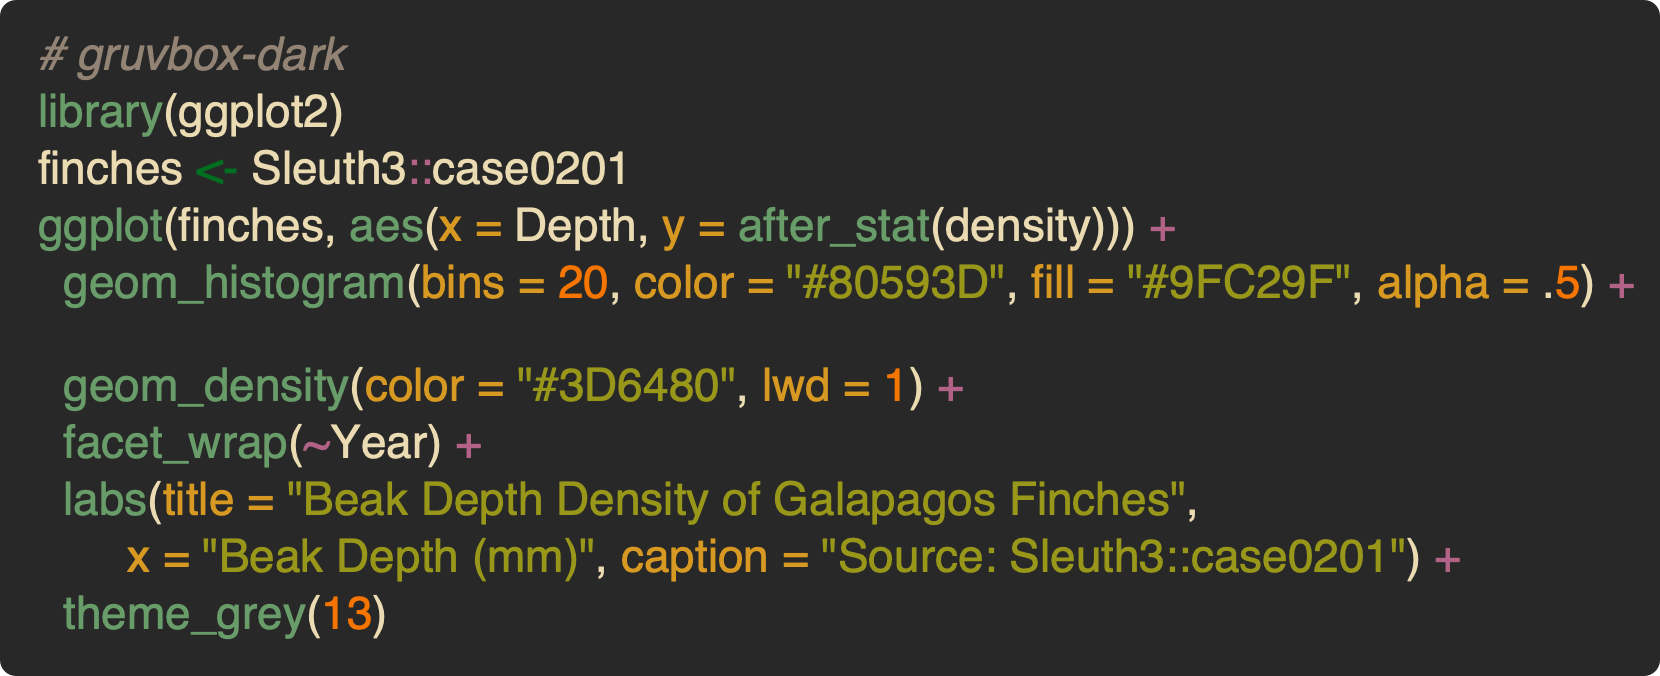 # gruvbox-dark
library(ggplot2)
finches <- Sleuth3::case0201
ggplot(finches, aes(x = Depth, y = after_stat(density))) +
  geom_histogram(bins = 20, color = "#80593D", fill = "#9FC29F", alpha = .5) +
  geom_density(color = "#3D6480", lwd = 1) +
  facet_wrap(~Year) +
  labs(title = "Beak Depth Density of Galapagos Finches",
       x = "Beak Depth (mm)", caption = "Source: Sleuth3::case0201") +
  theme_grey(13)